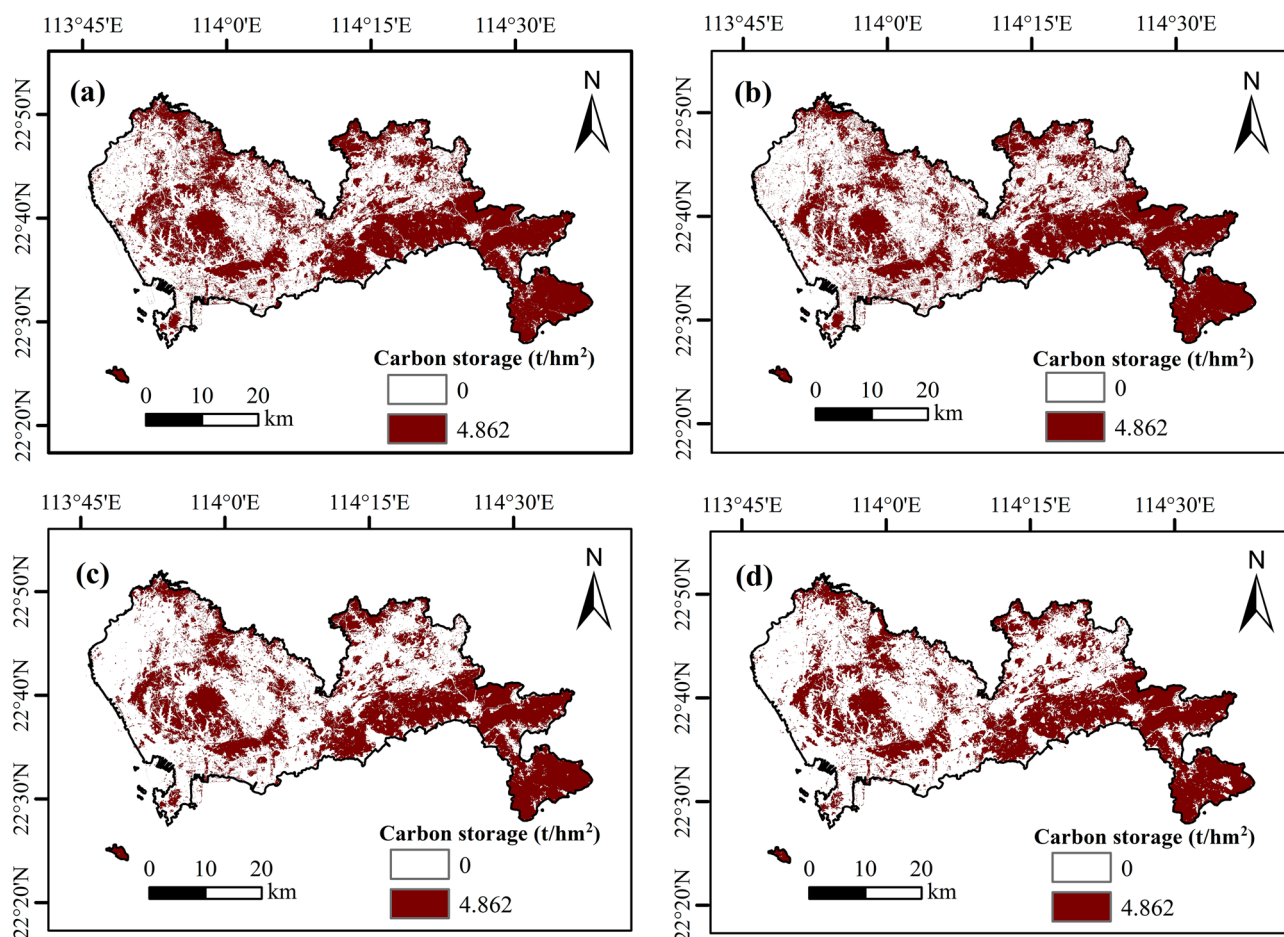 113°45'E 114°0'E 114°15'E 114°30'E
22°50'N
22°40'N
22°30'N
22°20'N
(a)
N
Carbon storage (t/hm²)
0
4.862
0 10 20
km
113°45'E 114°0'E 114°15'E 114°30'E
22°50'N
22°40'N
22°30'N
22°20'N
(b)
N
Carbon storage (t/hm²)
0
4.862
0 10 20
km
113°45'E 114°0'E 114°15'E 114°30'E
22°50'N
22°40'N
22°30'N
22°20'N
(c)
N
Carbon storage (t/hm²)
0
4.862
0 10 20
km
113°45'E 114°0'E 114°15'E 114°30'E
22°50'N
22°40'N
22°30'N
22°20'N
(d)
N
Carbon storage (t/hm²)
0
4.862
0 10 20
km